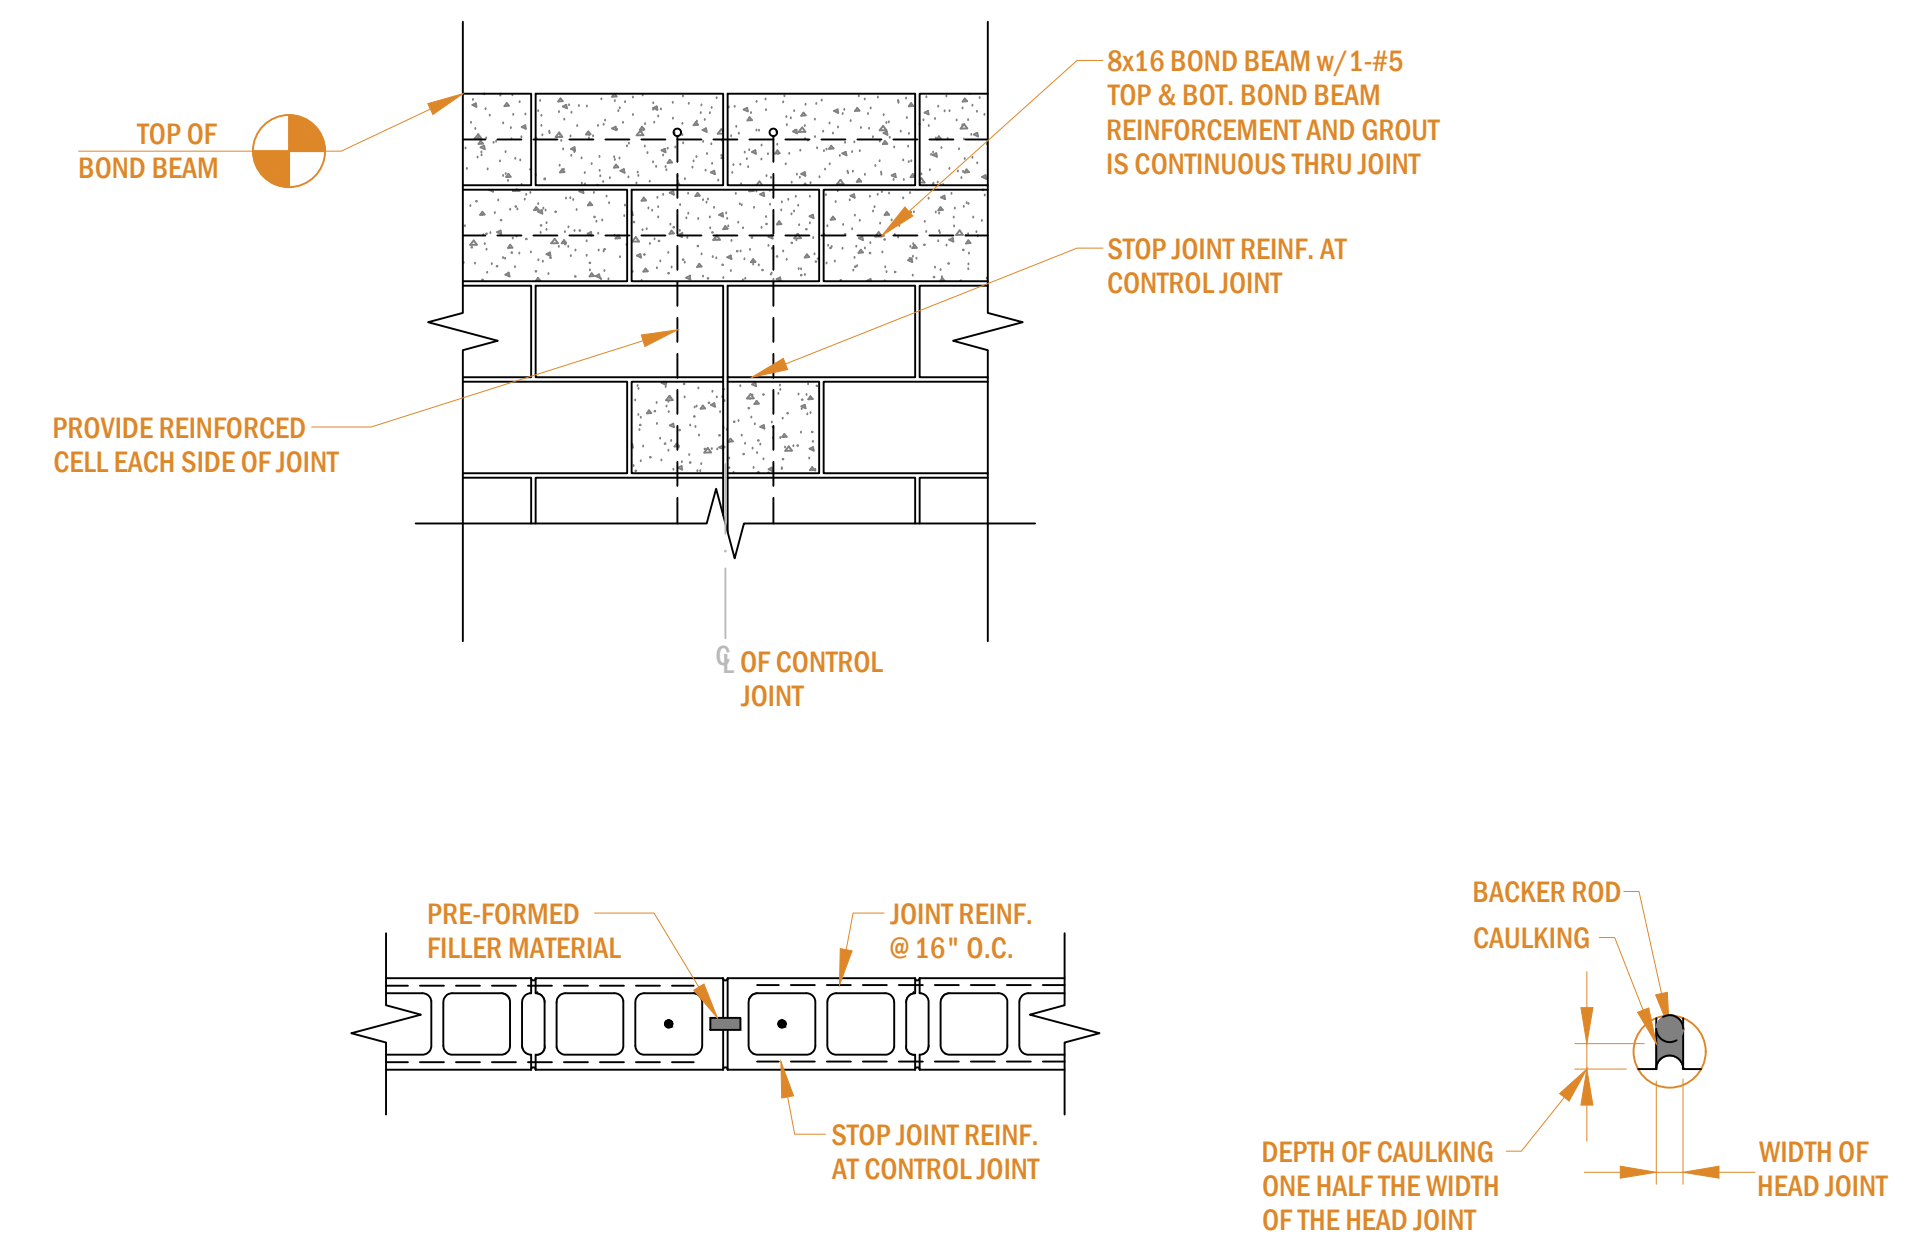 TOP OF
BOND BEAM
8x16 BOND BEAM w/1-#5
TOP & BOT. BOND BEAM
REINFORCEMENT AND GROUT
IS CONTINUOUS THRU JOINT
STOP JOINT REINF. AT
CONTROL JOINT
PROVIDE REINFORCED
CELL EACH SIDE OF JOINT
℄ OF CONTROL
JOINT
PRE-FORMED
FILLER MATERIAL
JOINT REINF.
@ 16" O.C.
STOP JOINT REINF.
AT CONTROL JOINT
BACKER ROD
CAULKING
DEPTH OF CAULKING
ONE HALF THE WIDTH
OF THE HEAD JOINT
WIDTH OF
HEAD JOINT